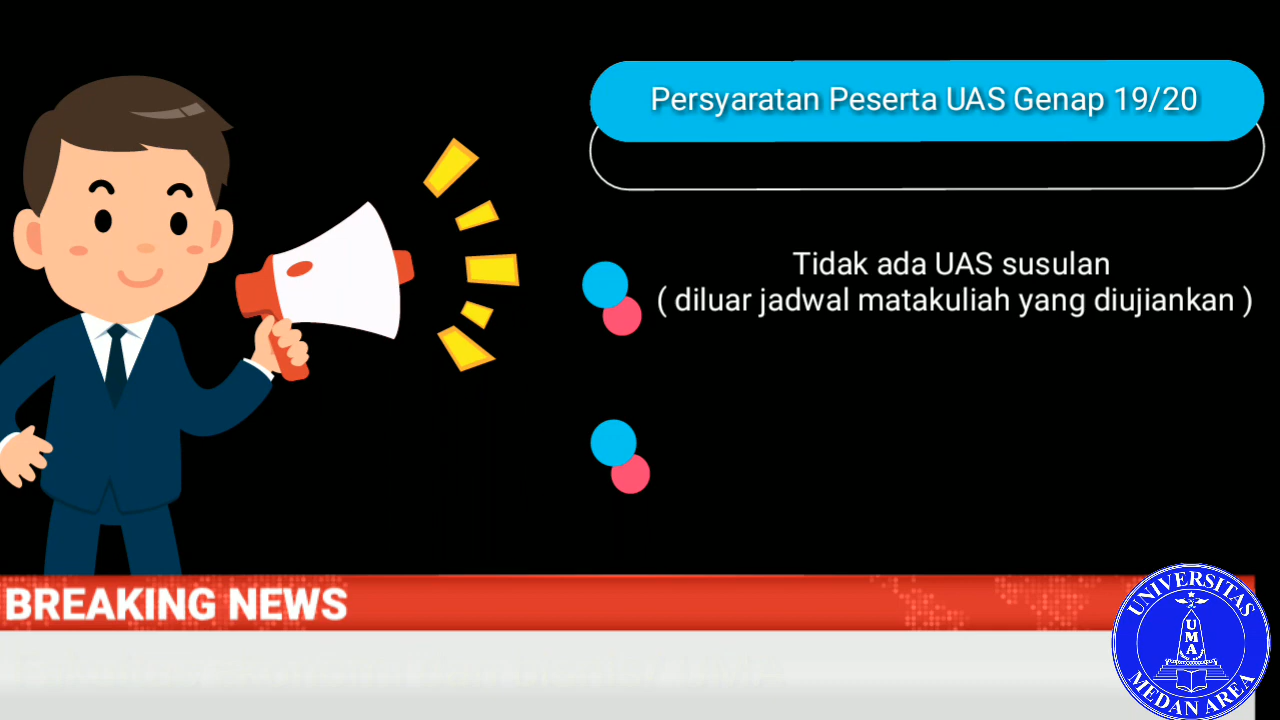 Persyaratan Peserta UAS Genap 19/20
Tidak ada UAS susulan
( diluar jadwal matakuliah yang diujiankan )
BREAKING NEWS
UNIVERSITAS
UMA
MEDAN AREA